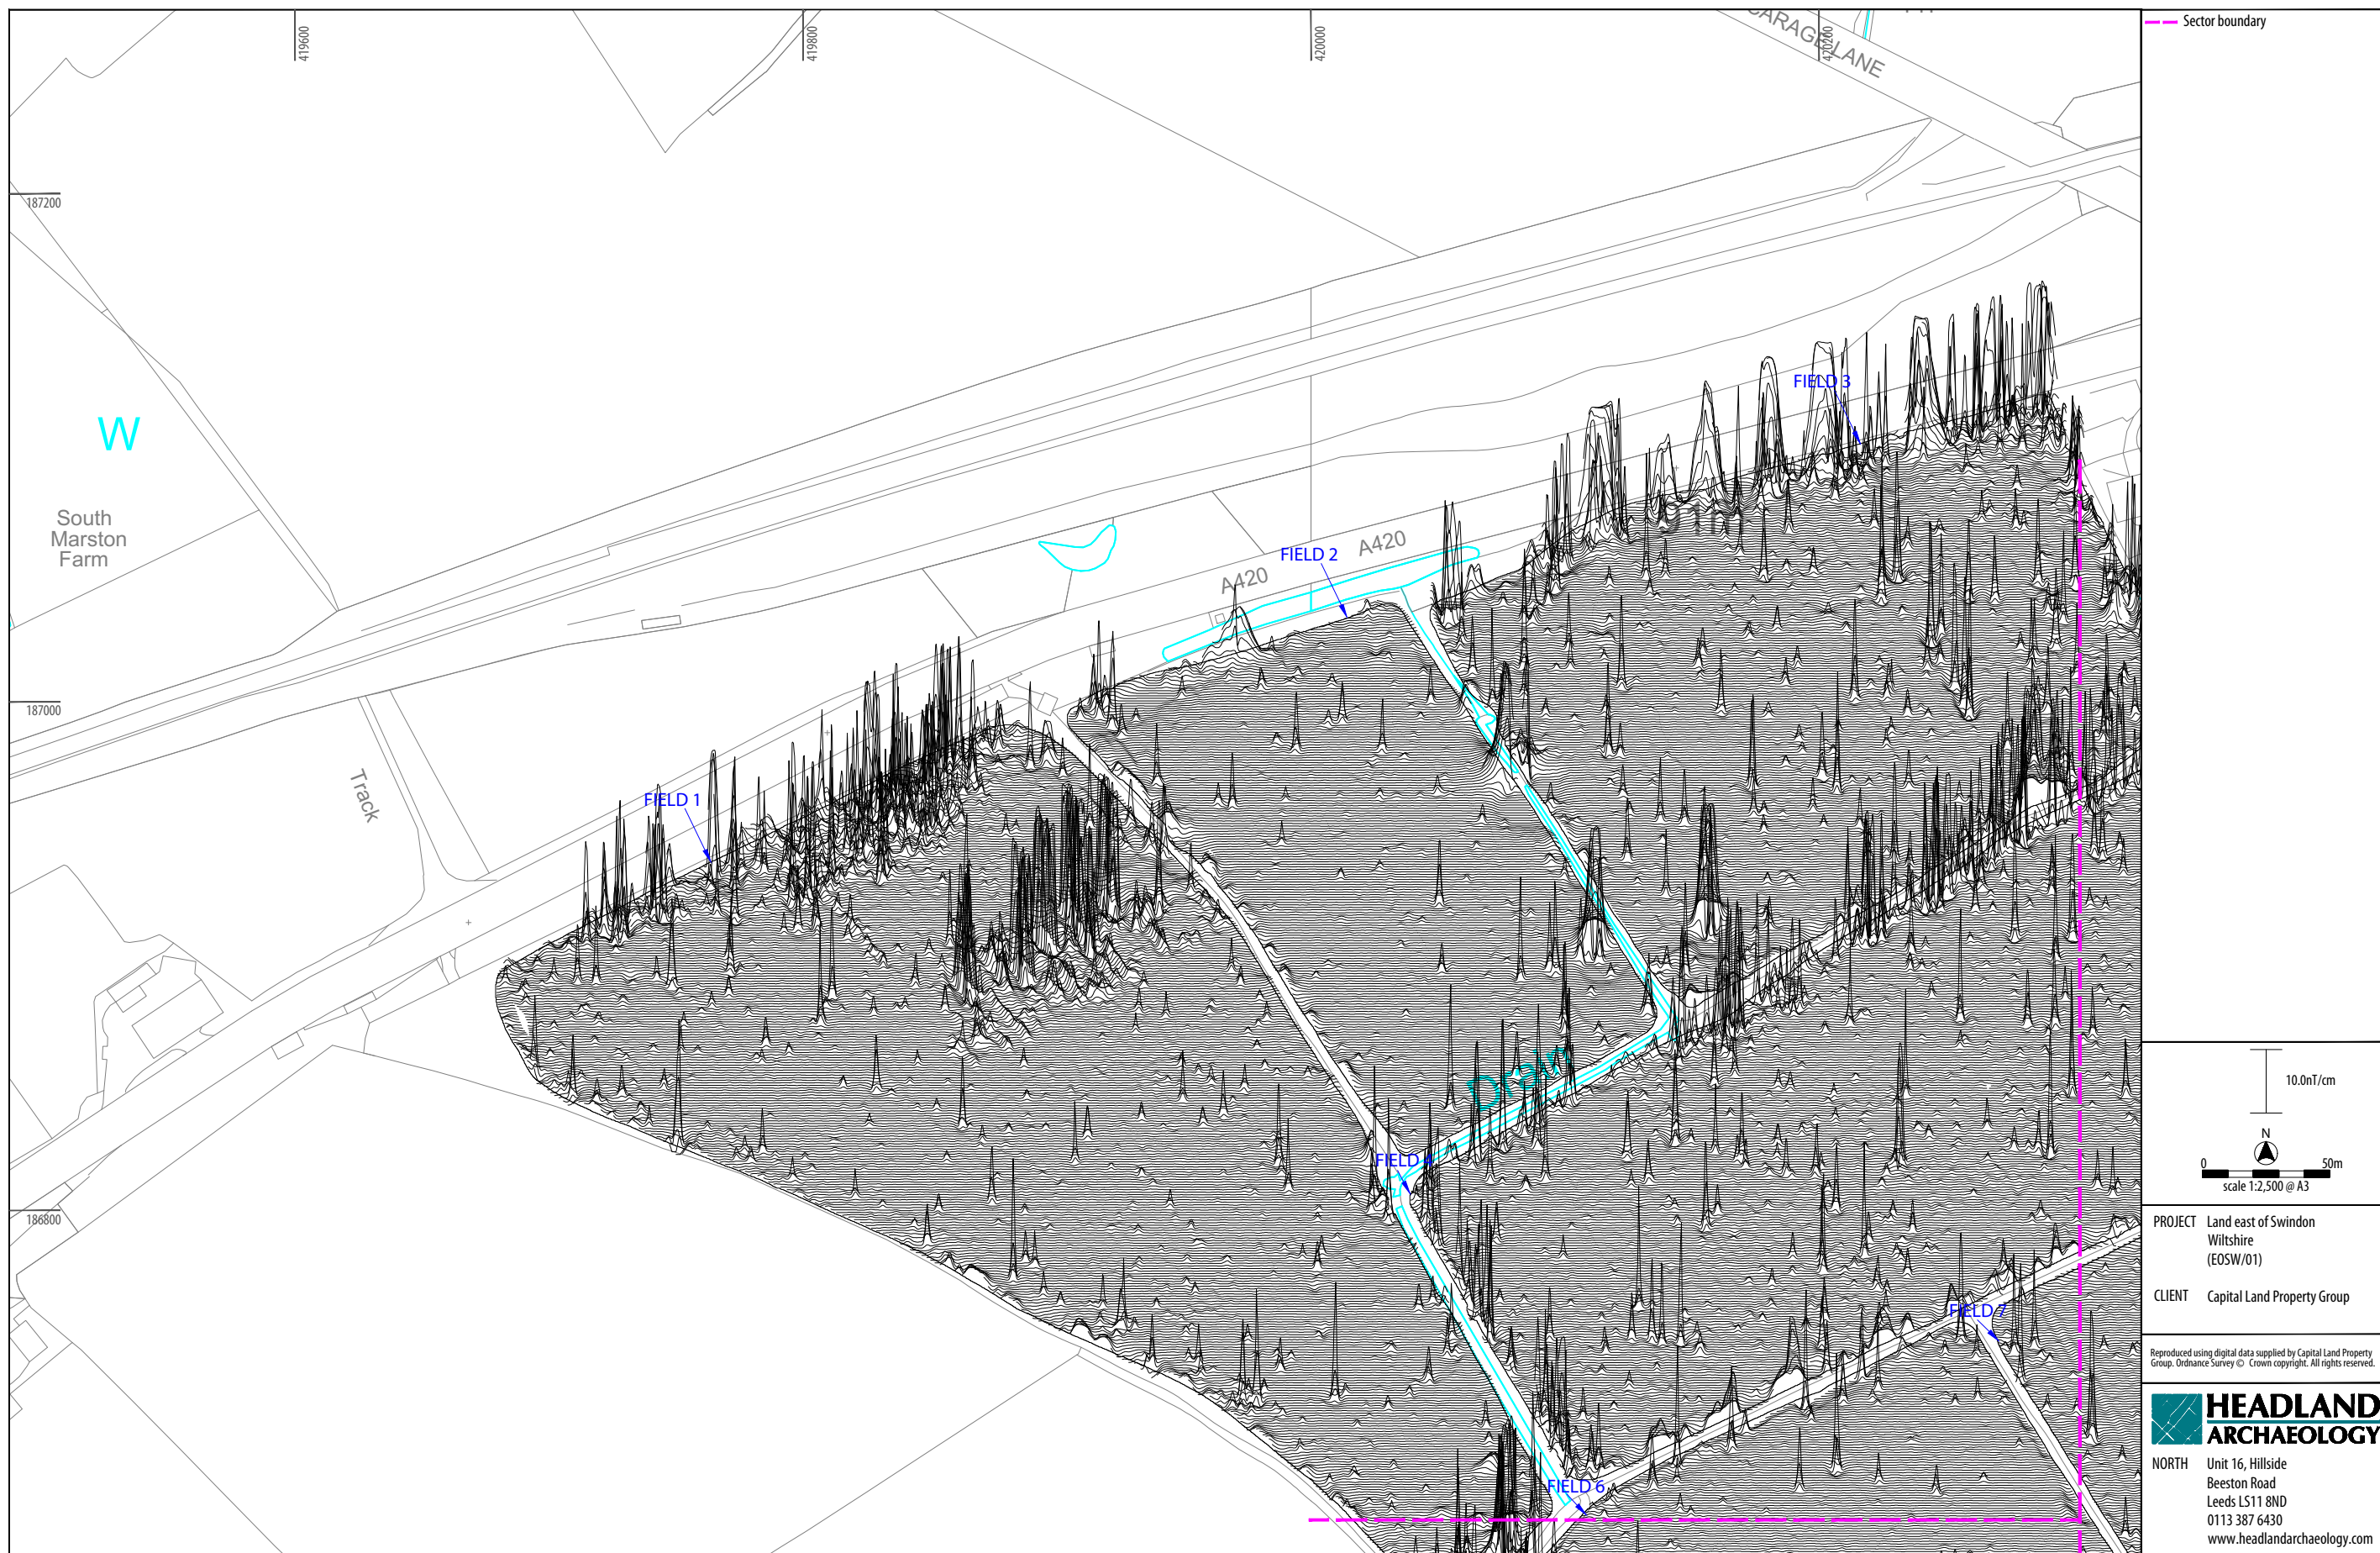 419600
419800
420000
420200
Sector boundary
187200
FIELD 3
W
South
Marston
Farm
A420
FIELD 2
A420
187000
Track
FIELD 1
Drain
FIELD 4
186800
FIELD 7
FIELD 6
10.0nT/cm
N
0 50m
scale 1:2,500 @ A3
PROJECT Land east of Swindon
Wiltshire
(EOSW/01)
CLIENT Capital Land Property Group
Reproduced using digital data supplied by Capital Land Property
Group. Ordnance Survey © Crown copyright. All rights reserved.
HEADLAND
ARCHAEOLOGY
NORTH Unit 16, Hillside
Beeston Road
Leeds LS11 8ND
0113 387 6430
www.headlandarchaeology.com